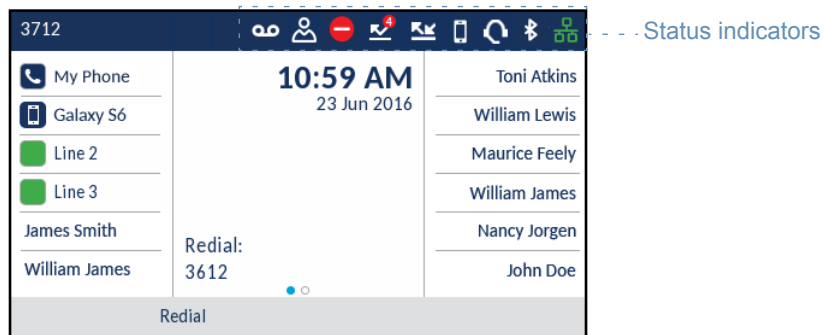 3712
4
Status indicators
My Phone
10:59 AM
Toni Atkins
23 Jun 2016
Galaxy S6
William Lewis
Line 2
Maurice Feely
Line 3
William James
James Smith
Nancy Jorgen
Redial:
William James
3612
John Doe
Redial